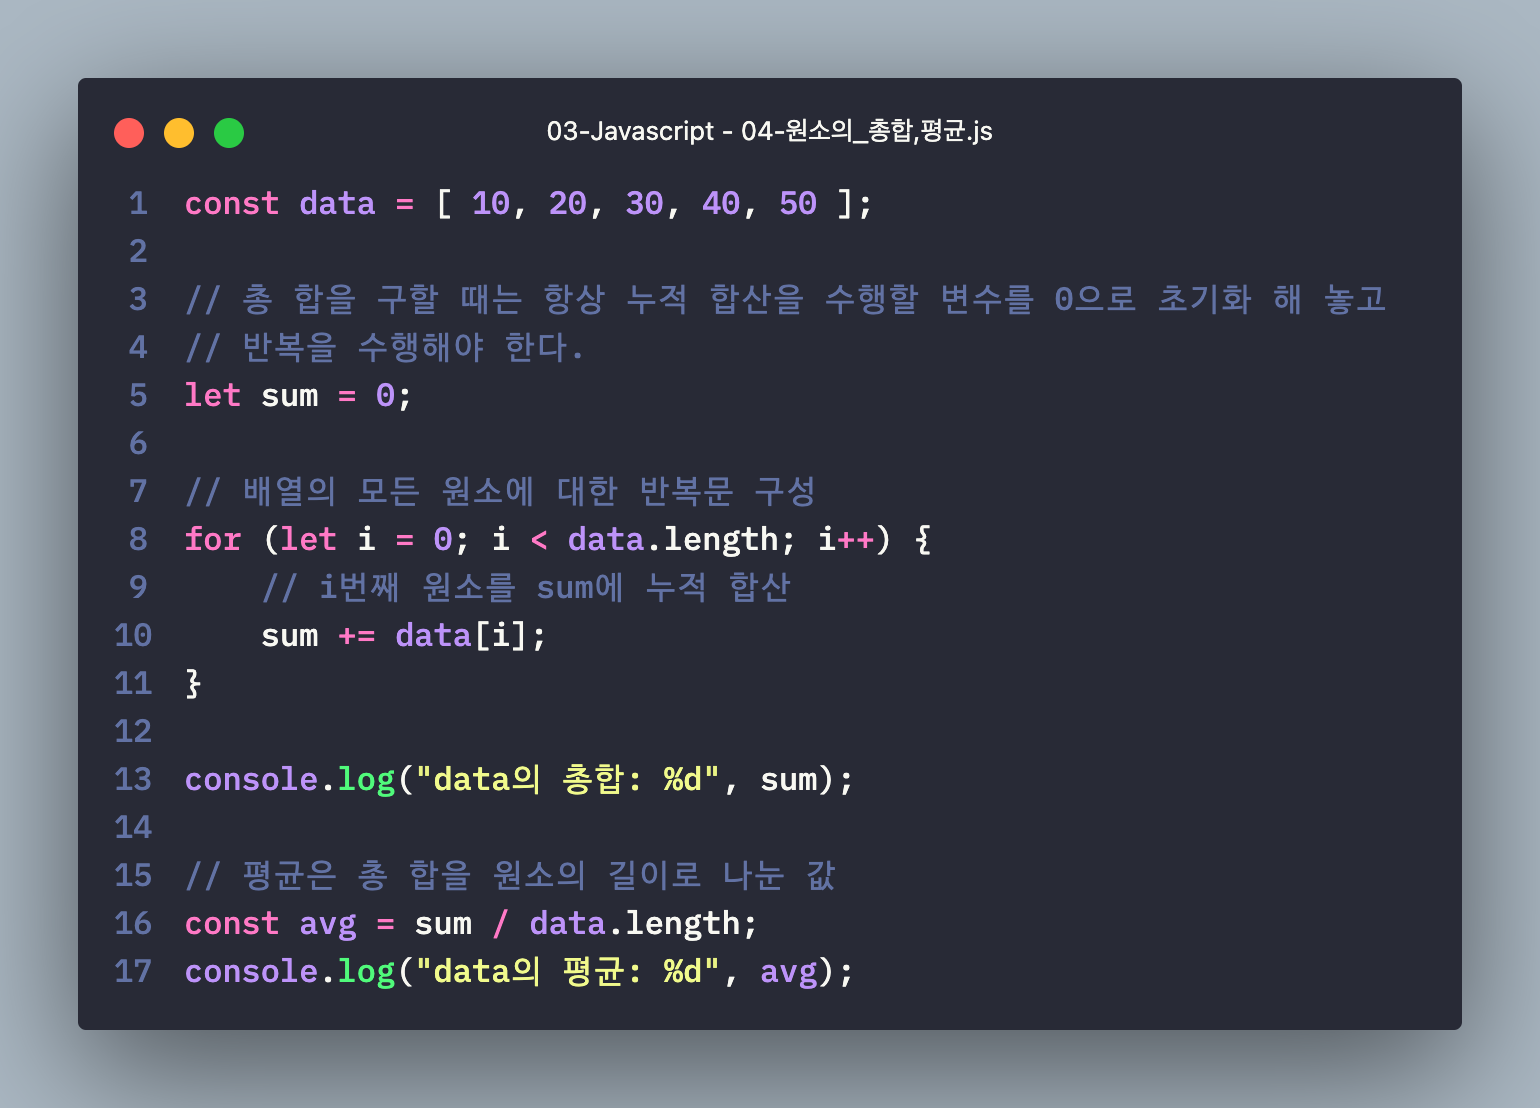 03-Javascript - 04-원소의_총합,평균.js
1 const data = [ 10, 20, 30, 40, 50 ];
2
3 // 총 합을 구할 때는 항상 누적 합산을 수행할 변수를 0으로 초기화 해 놓고
4 // 반복을 수행해야 한다.
5 let sum = 0;
6
7 // 배열의 모든 원소에 대한 반복문 구성
8 for (let i = 0; i < data.length; i++) {
9     // i번째 원소를 sum에 누적 합산
10     sum += data[i];
11 }
12
13 console.log("data의 총합: %d", sum);
14
15 // 평균은 총 합을 원소의 길이로 나눈 값
16 const avg = sum / data.length;
17 console.log("data의 평균: %d", avg);